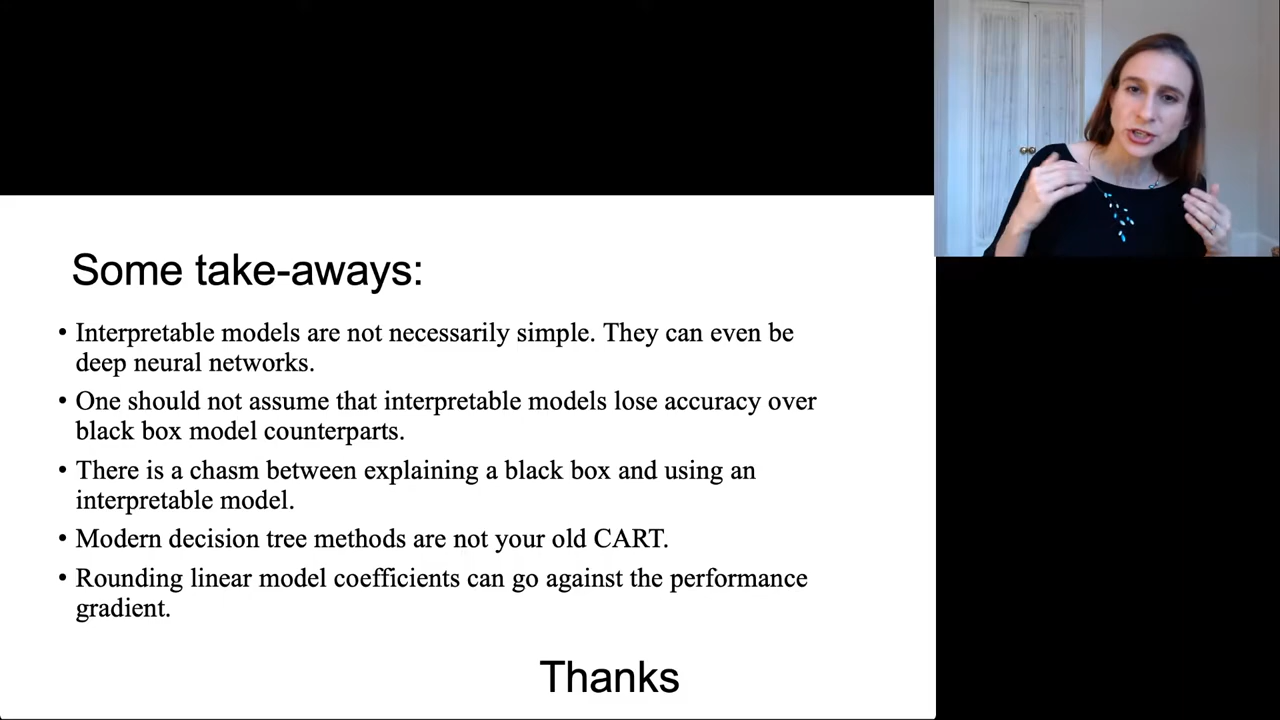 Some take-aways:
• Interpretable models are not necessarily simple. They can even be
deep neural networks.
• One should not assume that interpretable models lose accuracy over
black box model counterparts.
• There is a chasm between explaining a black box and using an
interpretable model.
• Modern decision tree methods are not your old CART.
• Rounding linear model coefficients can go against the performance
gradient.
Thanks